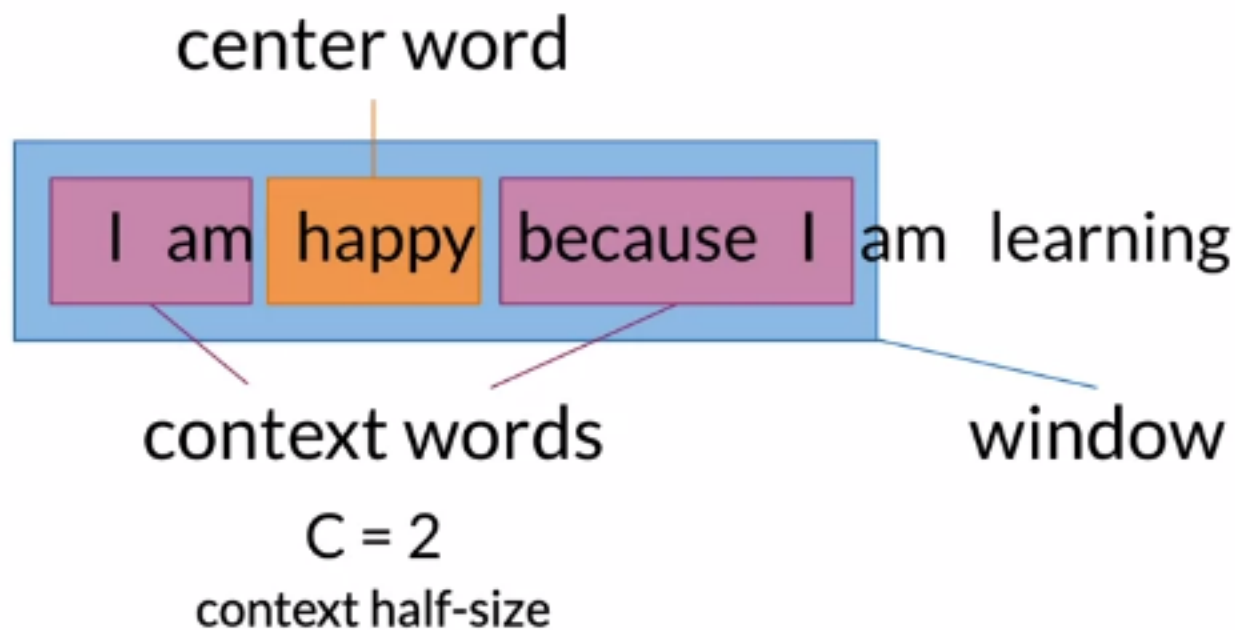 center word
I am happy because I am learning
context words window
C = 2
context half-size